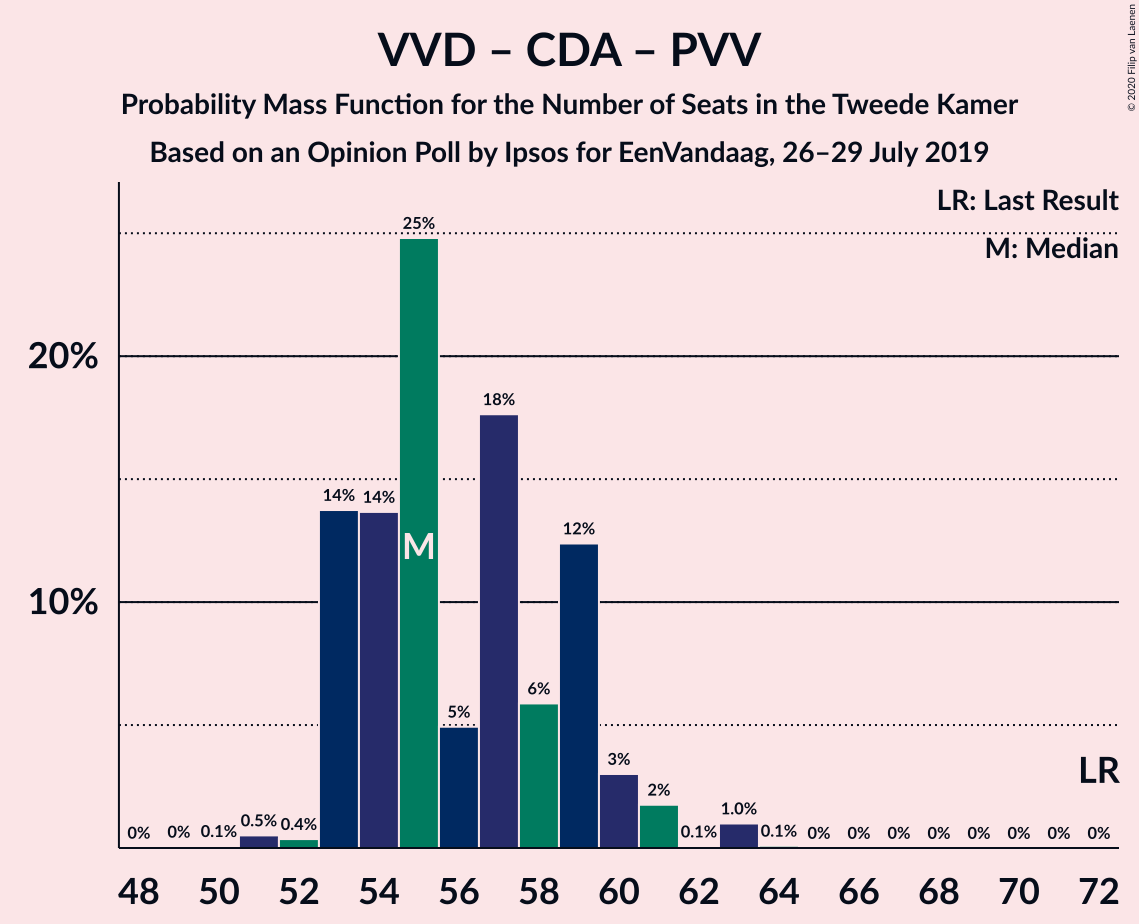 VVD – CDA – PVV
Probability Mass Function for the Number of Seats in the Tweede Kamer
Based on an Opinion Poll by Ipsos for EenVandaag, 26–29 July 2019
© 2020 Filip van Laenen
LR: Last Result
M: Median
20%
10%
0% 0% 0.1% 0.5% 0.4% 14% 14% 25% 5% 18% 6% 12% 3% 2% 0.1% 1.0% 0.1% 0% 0% 0% 0% 0% 0% 0% 0%
M
LR
48 50 52 54 56 58 60 62 64 66 68 70 72